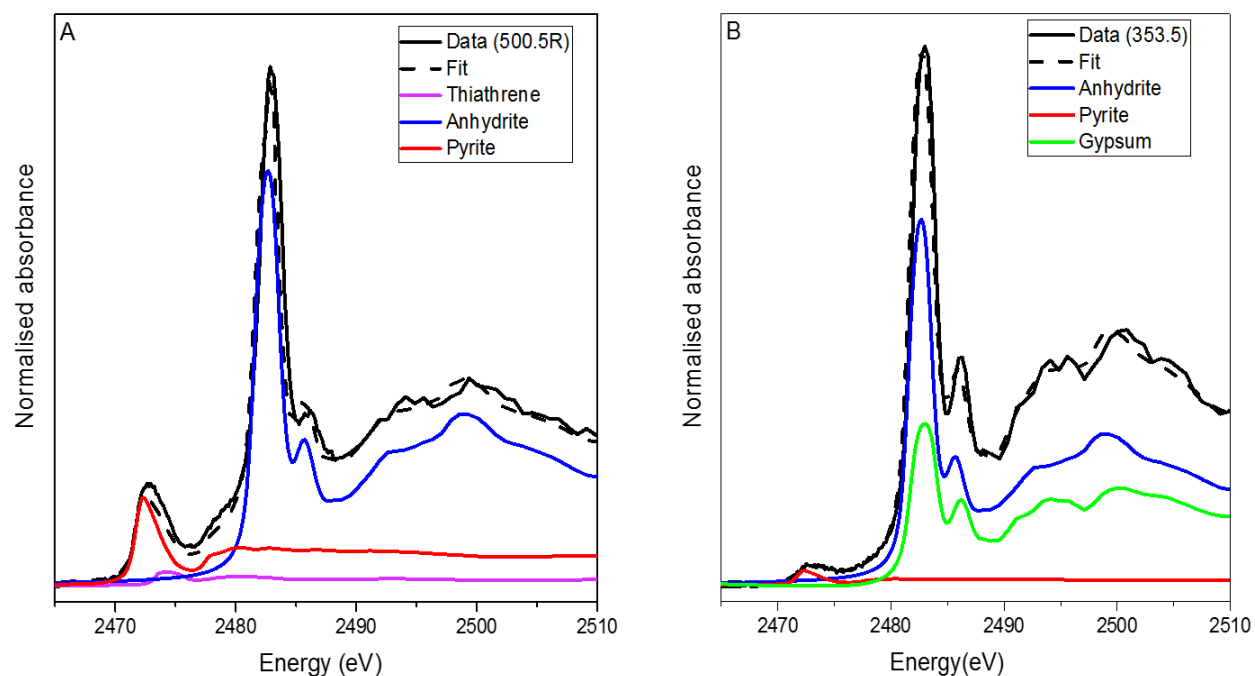 A
Data (500.5R)
Fit
Thiathrene
Anhydrite
Pyrite
Normalised absorbance
2470 2480 2490 2500 2510
Energy (eV)
B
Data (353.5)
Fit
Anhydrite
Pyrite
Gypsum
Normalised absorbance
2470 2480 2490 2500 2510
Energy(eV)